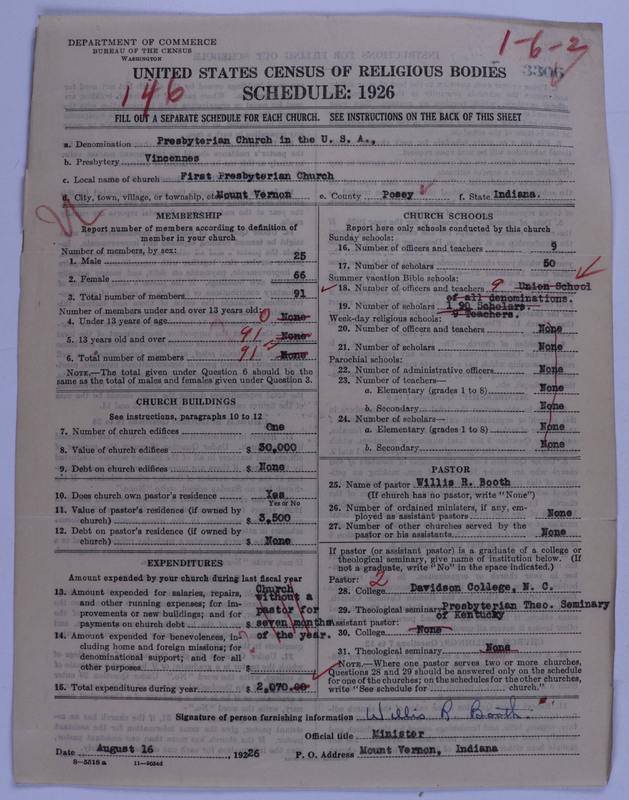 DEPARTMENT OF COMMERCE
BUREAU OF THE CENSUS
WASHINGTON
1-6-2
3306
UNITED STATES CENSUS OF RELIGIOUS BODIES
SCHEDULE: 1926
146
FILL OUT A SEPARATE SCHEDULE FOR EACH CHURCH. SEE INSTRUCTIONS ON THE BACK OF THIS SHEET
a. Denomination Presbyterian Church in the U. S. A.,
b. Presbytery Vincennes
c. Local name of church First Presbyterian Church
d. City, town, village, or township, etc. Mount Vernon e. County Posey f. State Indiana.
MEMBERSHIP
Report number of members according to definition of
member in your church
Number of members, by sex:
1. Male 25
2. Female 66
3. Total number of members 91
Number of members under and over 13 years old:
4. Under 13 years of age 0 None
5. 13 years old and over 91 None
6. Total number of members 91 None
NOTE.—The total given under Question 6 should be the
same as the total of males and females given under Question 3.
CHURCH BUILDINGS
See instructions, paragraphs 10 to 12
7. Number of church edifices One
8. Value of church edifices $ 30,000
9. Debt on church edifices $ None
10. Does church own pastor's residence Yes
Yes or No
11. Value of pastor's residence (if owned by
church) $ 3,500
12. Debt on pastor's residence (if owned by
church) $ None
EXPENDITURES
Amount expended by your church during last fiscal year
13. Amount expended for salaries, repairs,
and other running expenses; for im-
provements or new buildings; and for
payments on church debt $
Church
without a
pastor for
seven months
of the year.
14. Amount expended for benevolences, in-
cluding home and foreign missions; for
denominational support; and for all
other purposes $
15. Total expenditures during year $ 2,070.00
CHURCH SCHOOLS
Report here only schools conducted by this church
Sunday schools:
16. Number of officers and teachers 9
17. Number of scholars 50
Summer vacation Bible schools:
18. Number of officers and teachers 9 Union School
of all denominations.
19. Number of scholars 1 90 Scholars.
9 Teachers.
Week-day religious schools:
20. Number of officers and teachers None
21. Number of scholars None
Parochial schools:
22. Number of administrative officers None
23. Number of teachers—
a. Elementary (grades 1 to 8) None
b. Secondary None
24. Number of scholars—
a. Elementary (grades 1 to 8) None
b. Secondary None
PASTOR
25. Name of pastor Willis R. Booth
(If church has no pastor, write "None")
26. Number of ordained ministers, if any, em-
ployed as assistant pastors None
27. Number of other churches served by the
pastor or his assistants None
If pastor (or assistant pastor) is a graduate of a college or
theological seminary, give name of institution below. (If
not a graduate, write "No" in the space indicated.)
Pastor: 2
28. College Davidson College, N. C.
29. Theological seminary Presbyterian Theo. Seminary
of Kentucky
Assistant pastor:
30. College None
31. Theological seminary None
NOTE.—Where one pastor serves two or more churches,
Questions 28 and 29 should be answered only on the schedule
for one of the churches; on the schedules for the other churches,
write "See schedule for church."
Signature of person furnishing information Willis R. Booth.
Official title Minister
Date August 16, 1926 P. O. Address Mount Vernon, Indiana
8—5518 a 11—9034d